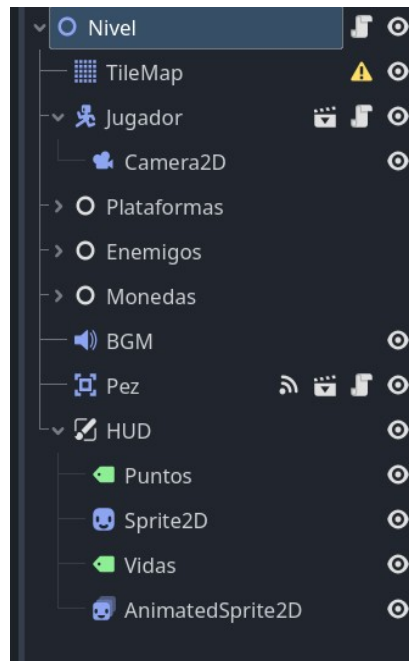 Nivel
TileMap
Jugador
Camera2D
Plataformas
Enemigos
Monedas
BGM
Pez
HUD
Puntos
Sprite2D
Vidas
AnimatedSprite2D